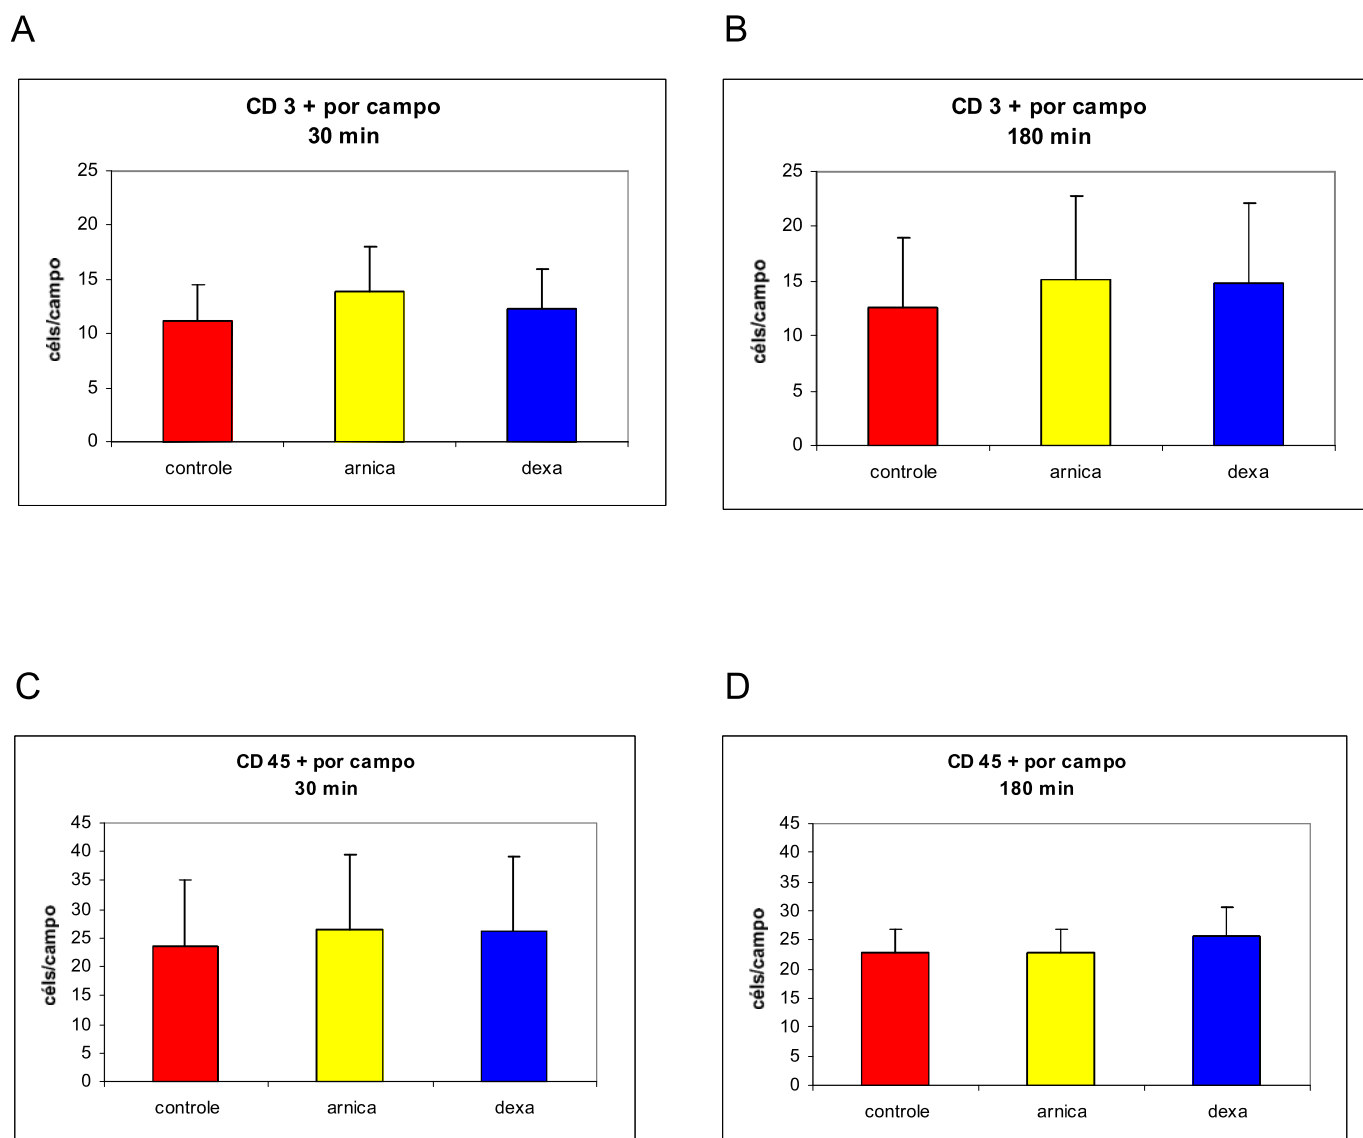 A
CD 3 + por campo
30 min
25
20
15
10
5
0
céls/campo
controle arnica dexa
B
CD 3 + por campo
180 min
25
20
15
10
5
0
céls/campo
controle arnica dexa
C
CD 45 + por campo
30 min
45
40
35
30
25
20
15
10
5
0
céls/campo
controle arnica dexa
D
CD 45 + por campo
180 min
45
40
35
30
25
20
15
10
5
0
céls/campo
controle arnica dexa